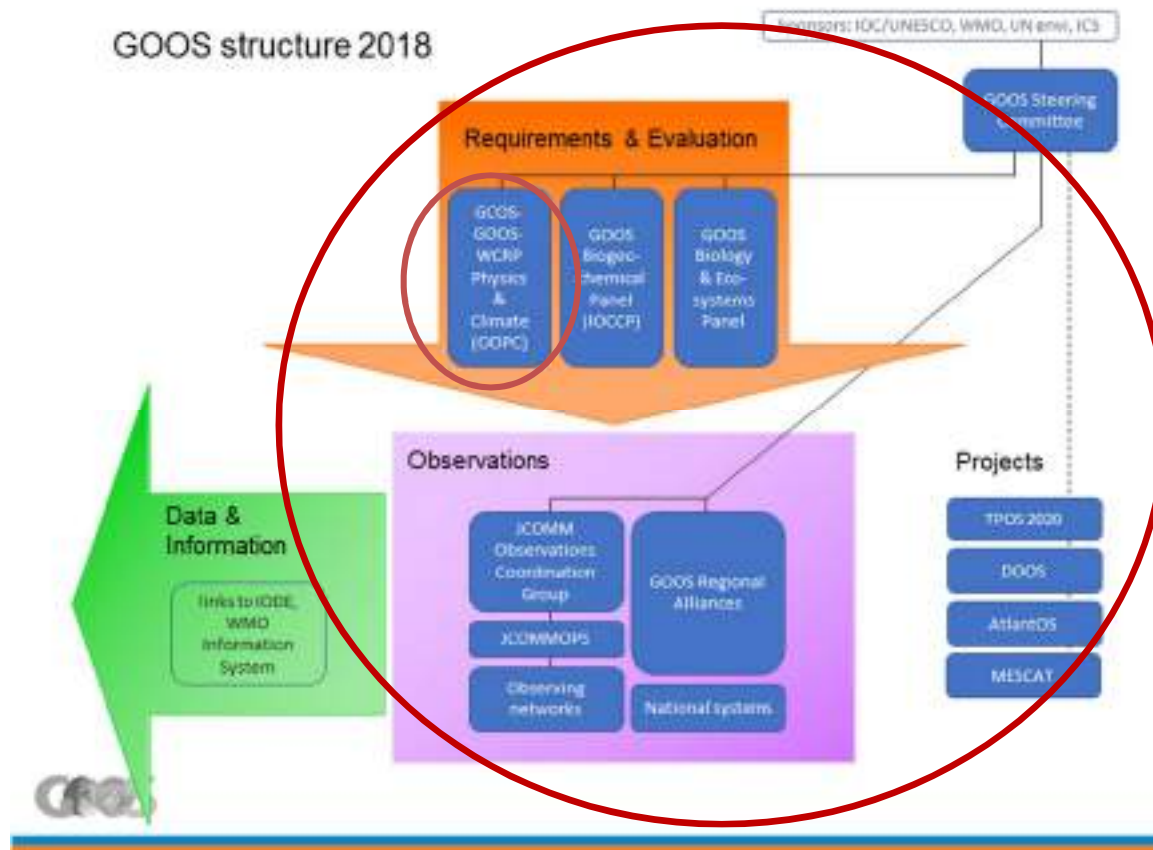 Sponsors: IOC/UNESCO, WMO, UN envi, ICS
GOOS structure 2018
GOOS Steering
Committee
Requirements & Evaluation
GCOS-
GOOS-
WCRP
Physics
&
Climate
(OOPC)
GOOS
Biogeo-
chemical
Panel
(IOCCP)
GOOS
Biology
& Eco-
systems
Panel
Observations
Projects
Data &
Information
links to IODE,
WMO
Information
System
JCOMM
Observations
Coordination
Group
JCOMMOPS
Observing
networks
GOOS Regional
Alliances
National systems
TPOS 2020
DOOS
AtlantOS
MESCAT
GOOS